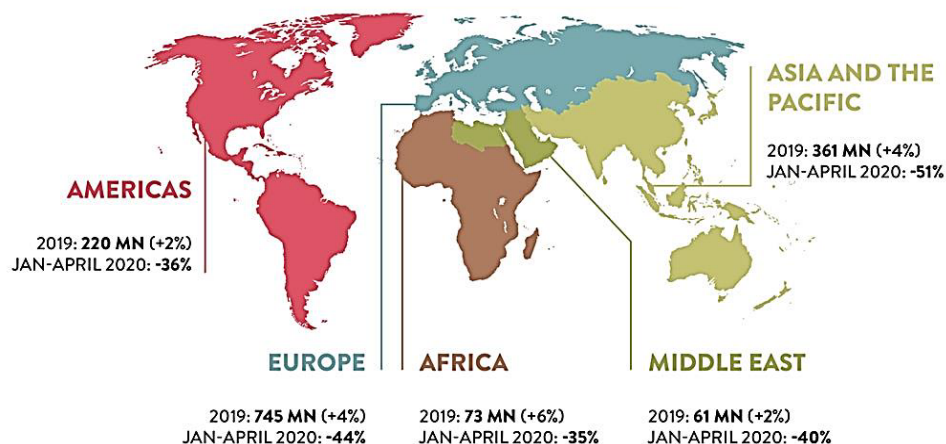 ASIA AND THE
PACIFIC
2019: 361 MN (+4%)
JAN-APRIL 2020: -51%
AMERICAS
2019: 220 MN (+2%)
JAN-APRIL 2020: -36%
EUROPE
2019: 745 MN (+4%)
JAN-APRIL 2020: -44%
AFRICA
2019: 73 MN (+6%)
JAN-APRIL 2020: -35%
MIDDLE EAST
2019: 61 MN (+2%)
JAN-APRIL 2020: -40%